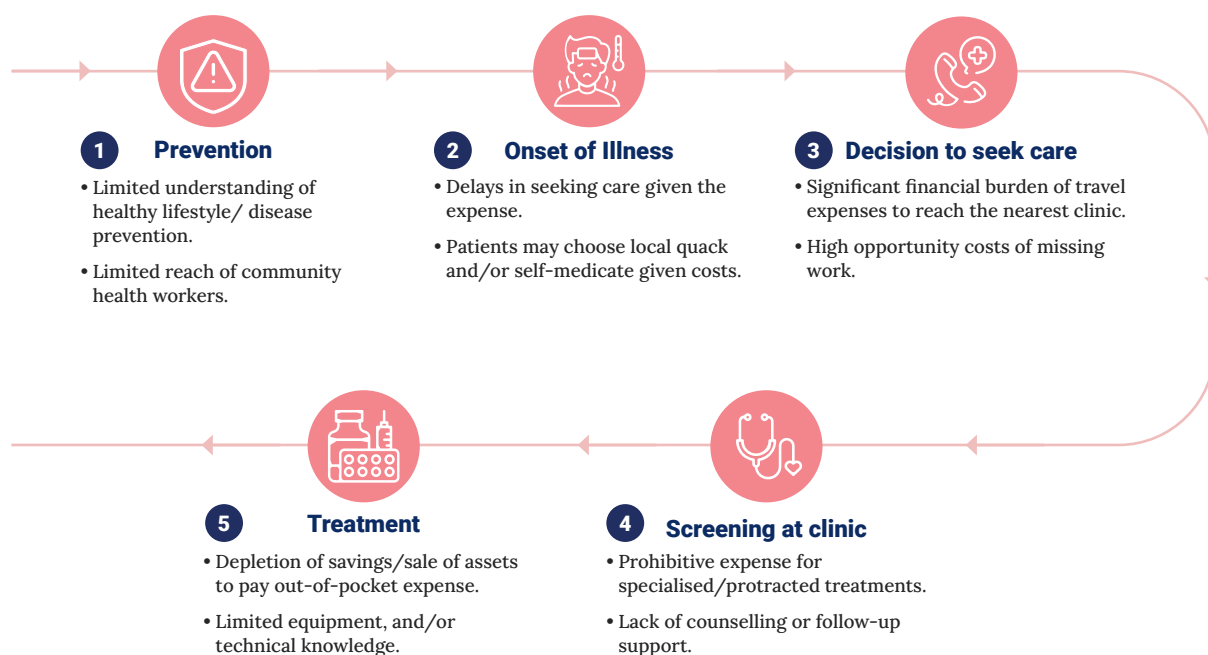 1 Prevention
• Limited understanding of
healthy lifestyle/ disease
prevention.
• Limited reach of community
health workers.
2 Onset of Illness
• Delays in seeking care given the
expense.
• Patients may choose local quack
and/or self-medicate given costs.
3 Decision to seek care
• Significant financial burden of travel
expenses to reach the nearest clinic.
• High opportunity costs of missing
work.
4 Screening at clinic
• Prohibitive expense for
specialised/protracted treatments.
• Lack of counselling or follow-up
support.
5 Treatment
• Depletion of savings/sale of assets
to pay out-of-pocket expense.
• Limited equipment, and/or
technical knowledge.